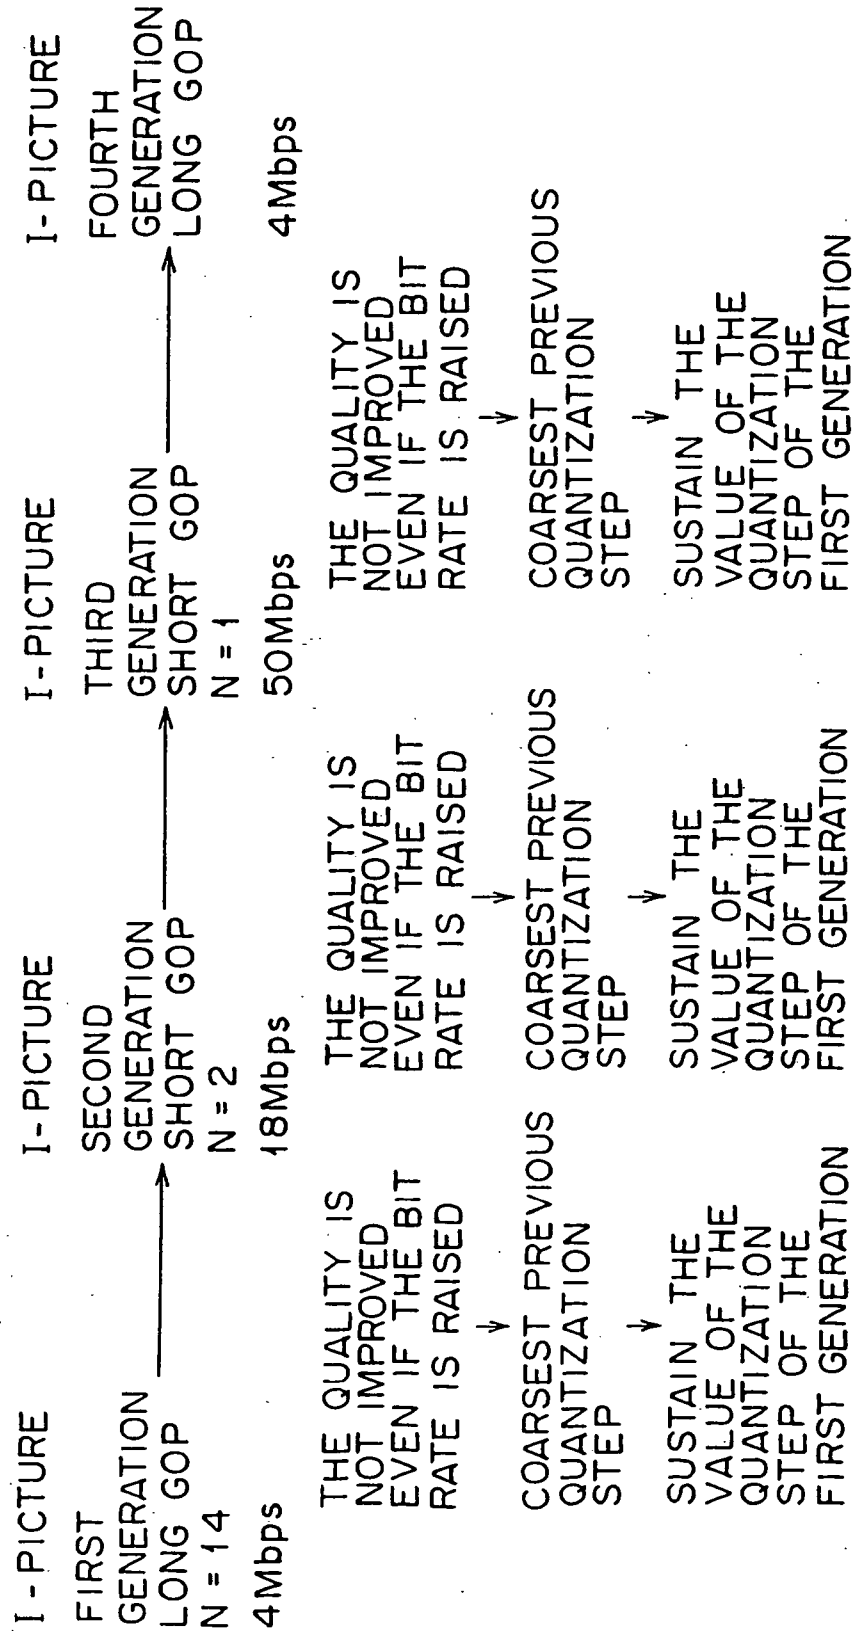 I-PICTURE
FIRST
GENERATION
LONG GOP
N = 14
4Mbps
I-PICTURE
SECOND
GENERATION
SHORT GOP
N = 2
18Mbps
I-PICTURE
THIRD
GENERATION
SHORT GOP
N = 1
50Mbps
I-PICTURE
FOURTH
GENERATION
LONG GOP
4Mbps
THE QUALITY IS
NOT IMPROVED
EVEN IF THE BIT
RATE IS RAISED
COARSEST PREVIOUS
QUANTIZATION
STEP
SUSTAIN THE
VALUE OF THE
QUANTIZATION
STEP OF THE
FIRST GENERATION
THE QUALITY IS
NOT IMPROVED
EVEN IF THE BIT
RATE IS RAISED
COARSEST PREVIOUS
QUANTIZATION
STEP
SUSTAIN THE
VALUE OF THE
QUANTIZATION
STEP OF THE
FIRST GENERATION
THE QUALITY IS
NOT IMPROVED
EVEN IF THE BIT
RATE IS RAISED
COARSEST PREVIOUS
QUANTIZATION
STEP
SUSTAIN THE
VALUE OF THE
QUANTIZATION
STEP OF THE
FIRST GENERATION